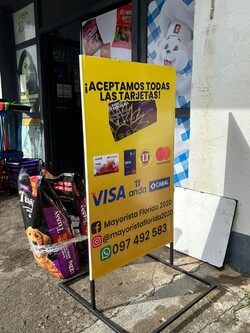 ¡ACEPTAMOS TODAS
LAS TARJETAS!
VISA
anda
CABAL
Mayorista Florida 2020
@mayoristaflorida2020
097 492 583